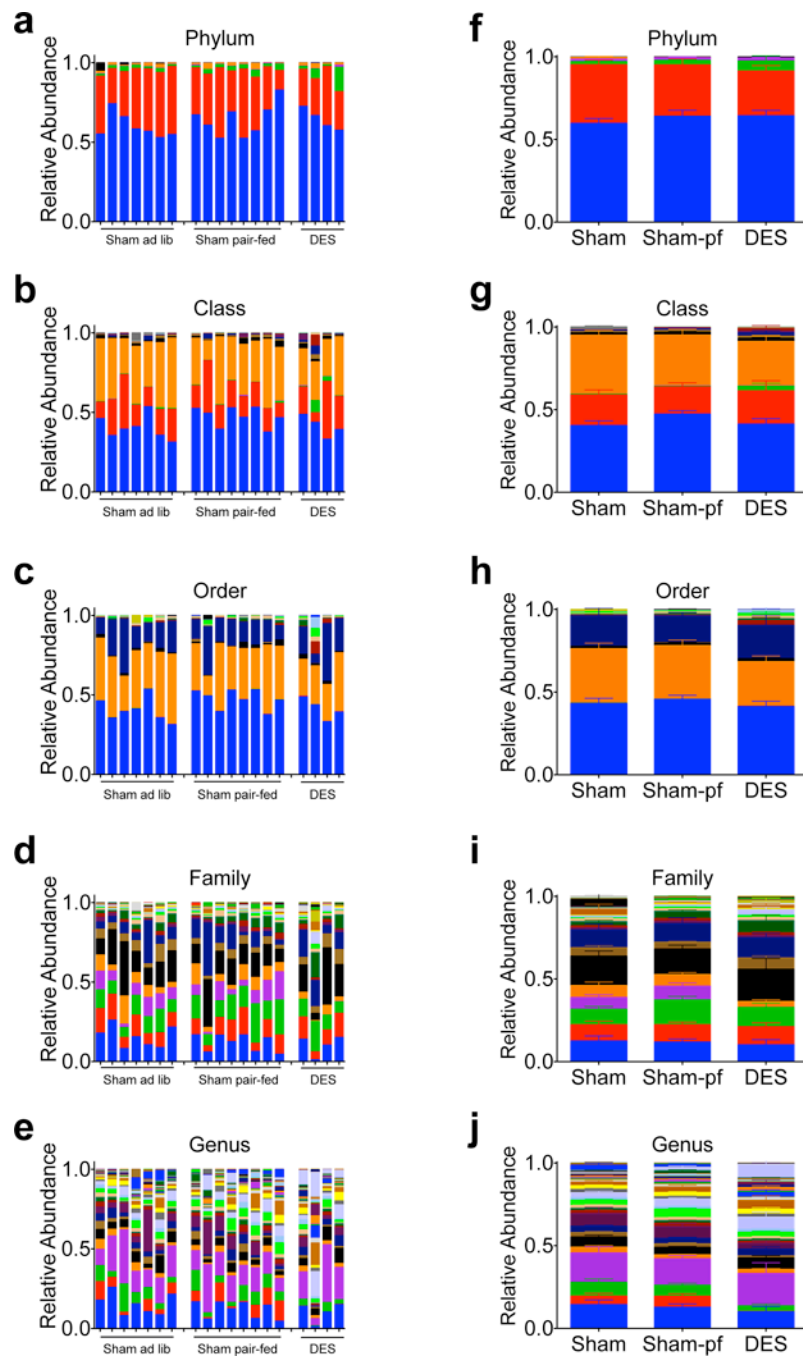 a
Phylum
Relative Abundance
1.0
0.5
0.0
Sham ad lib
Sham pair-fed
DES
f
Phylum
Relative Abundance
1.0
0.5
0.0
Sham
Sham-pf
DES
b
Class
Relative Abundance
1.0
0.5
0.0
Sham ad lib
Sham pair-fed
DES
g
Class
Relative Abundance
1.0
0.5
0.0
Sham
Sham-pf
DES
c
Order
Relative Abundance
1.0
0.5
0.0
Sham ad lib
Sham pair-fed
DES
h
Order
Relative Abundance
1.0
0.5
0.0
Sham
Sham-pf
DES
d
Family
Relative Abundance
1.0
0.5
0.0
Sham ad lib
Sham pair-fed
DES
i
Family
Relative Abundance
1.0
0.5
0.0
Sham
Sham-pf
DES
e
Genus
Relative Abundance
1.0
0.5
0.0
Sham ad lib
Sham pair-fed
DES
j
Genus
Relative Abundance
1.0
0.5
0.0
Sham
Sham-pf
DES